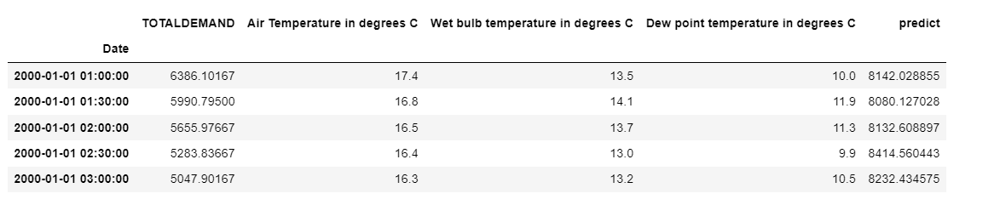 TOTALDEMAND Air Temperature in degrees C Wet bulb temperature in degrees C Dew point temperature in degrees C predict
Date
2000-01-01 01:00:00 6386.10167 17.4 13.5 10.0 8142.028855
2000-01-01 01:30:00 5990.79500 16.8 14.1 11.9 8080.127028
2000-01-01 02:00:00 5655.97667 16.5 13.7 11.3 8132.608897
2000-01-01 02:30:00 5283.83667 16.4 13.0 9.9 8414.560443
2000-01-01 03:00:00 5047.90167 16.3 13.2 10.5 8232.434575